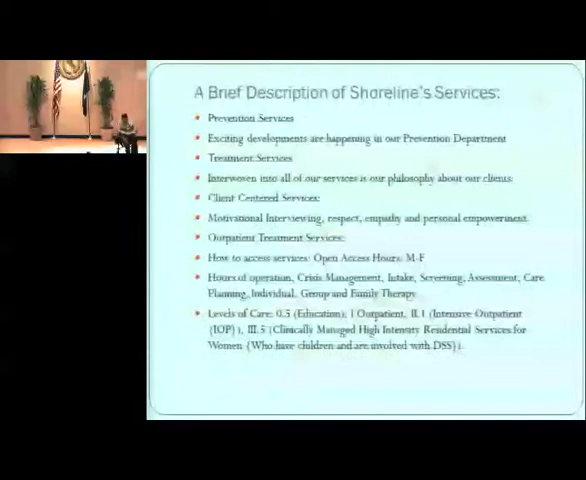 A Brief Description of Shoreline's Services:
Prevention Services
Exciting developments are happening in our Prevention Department
Treatment Services
Interwoven into all of our services is our philosophy about our clients:
Client Centered Services:
Motivational Interviewing, respect, empathy and personal empowerment.
Outpatient Treatment Services:
How to access services: Open Access Hours: M-F
Hours of operation, Crisis Management, Intake, Screening, Assessment, Care
Planning, Individual, Group and Family Therapy
Levels of Care: 0.5 (Education); I Outpatient, II.1 (Intensive Outpatient
(IOP)), III.5 (Clinically Managed High Intensity Residential Services for
Women {Who have children and are involved with DSS}).